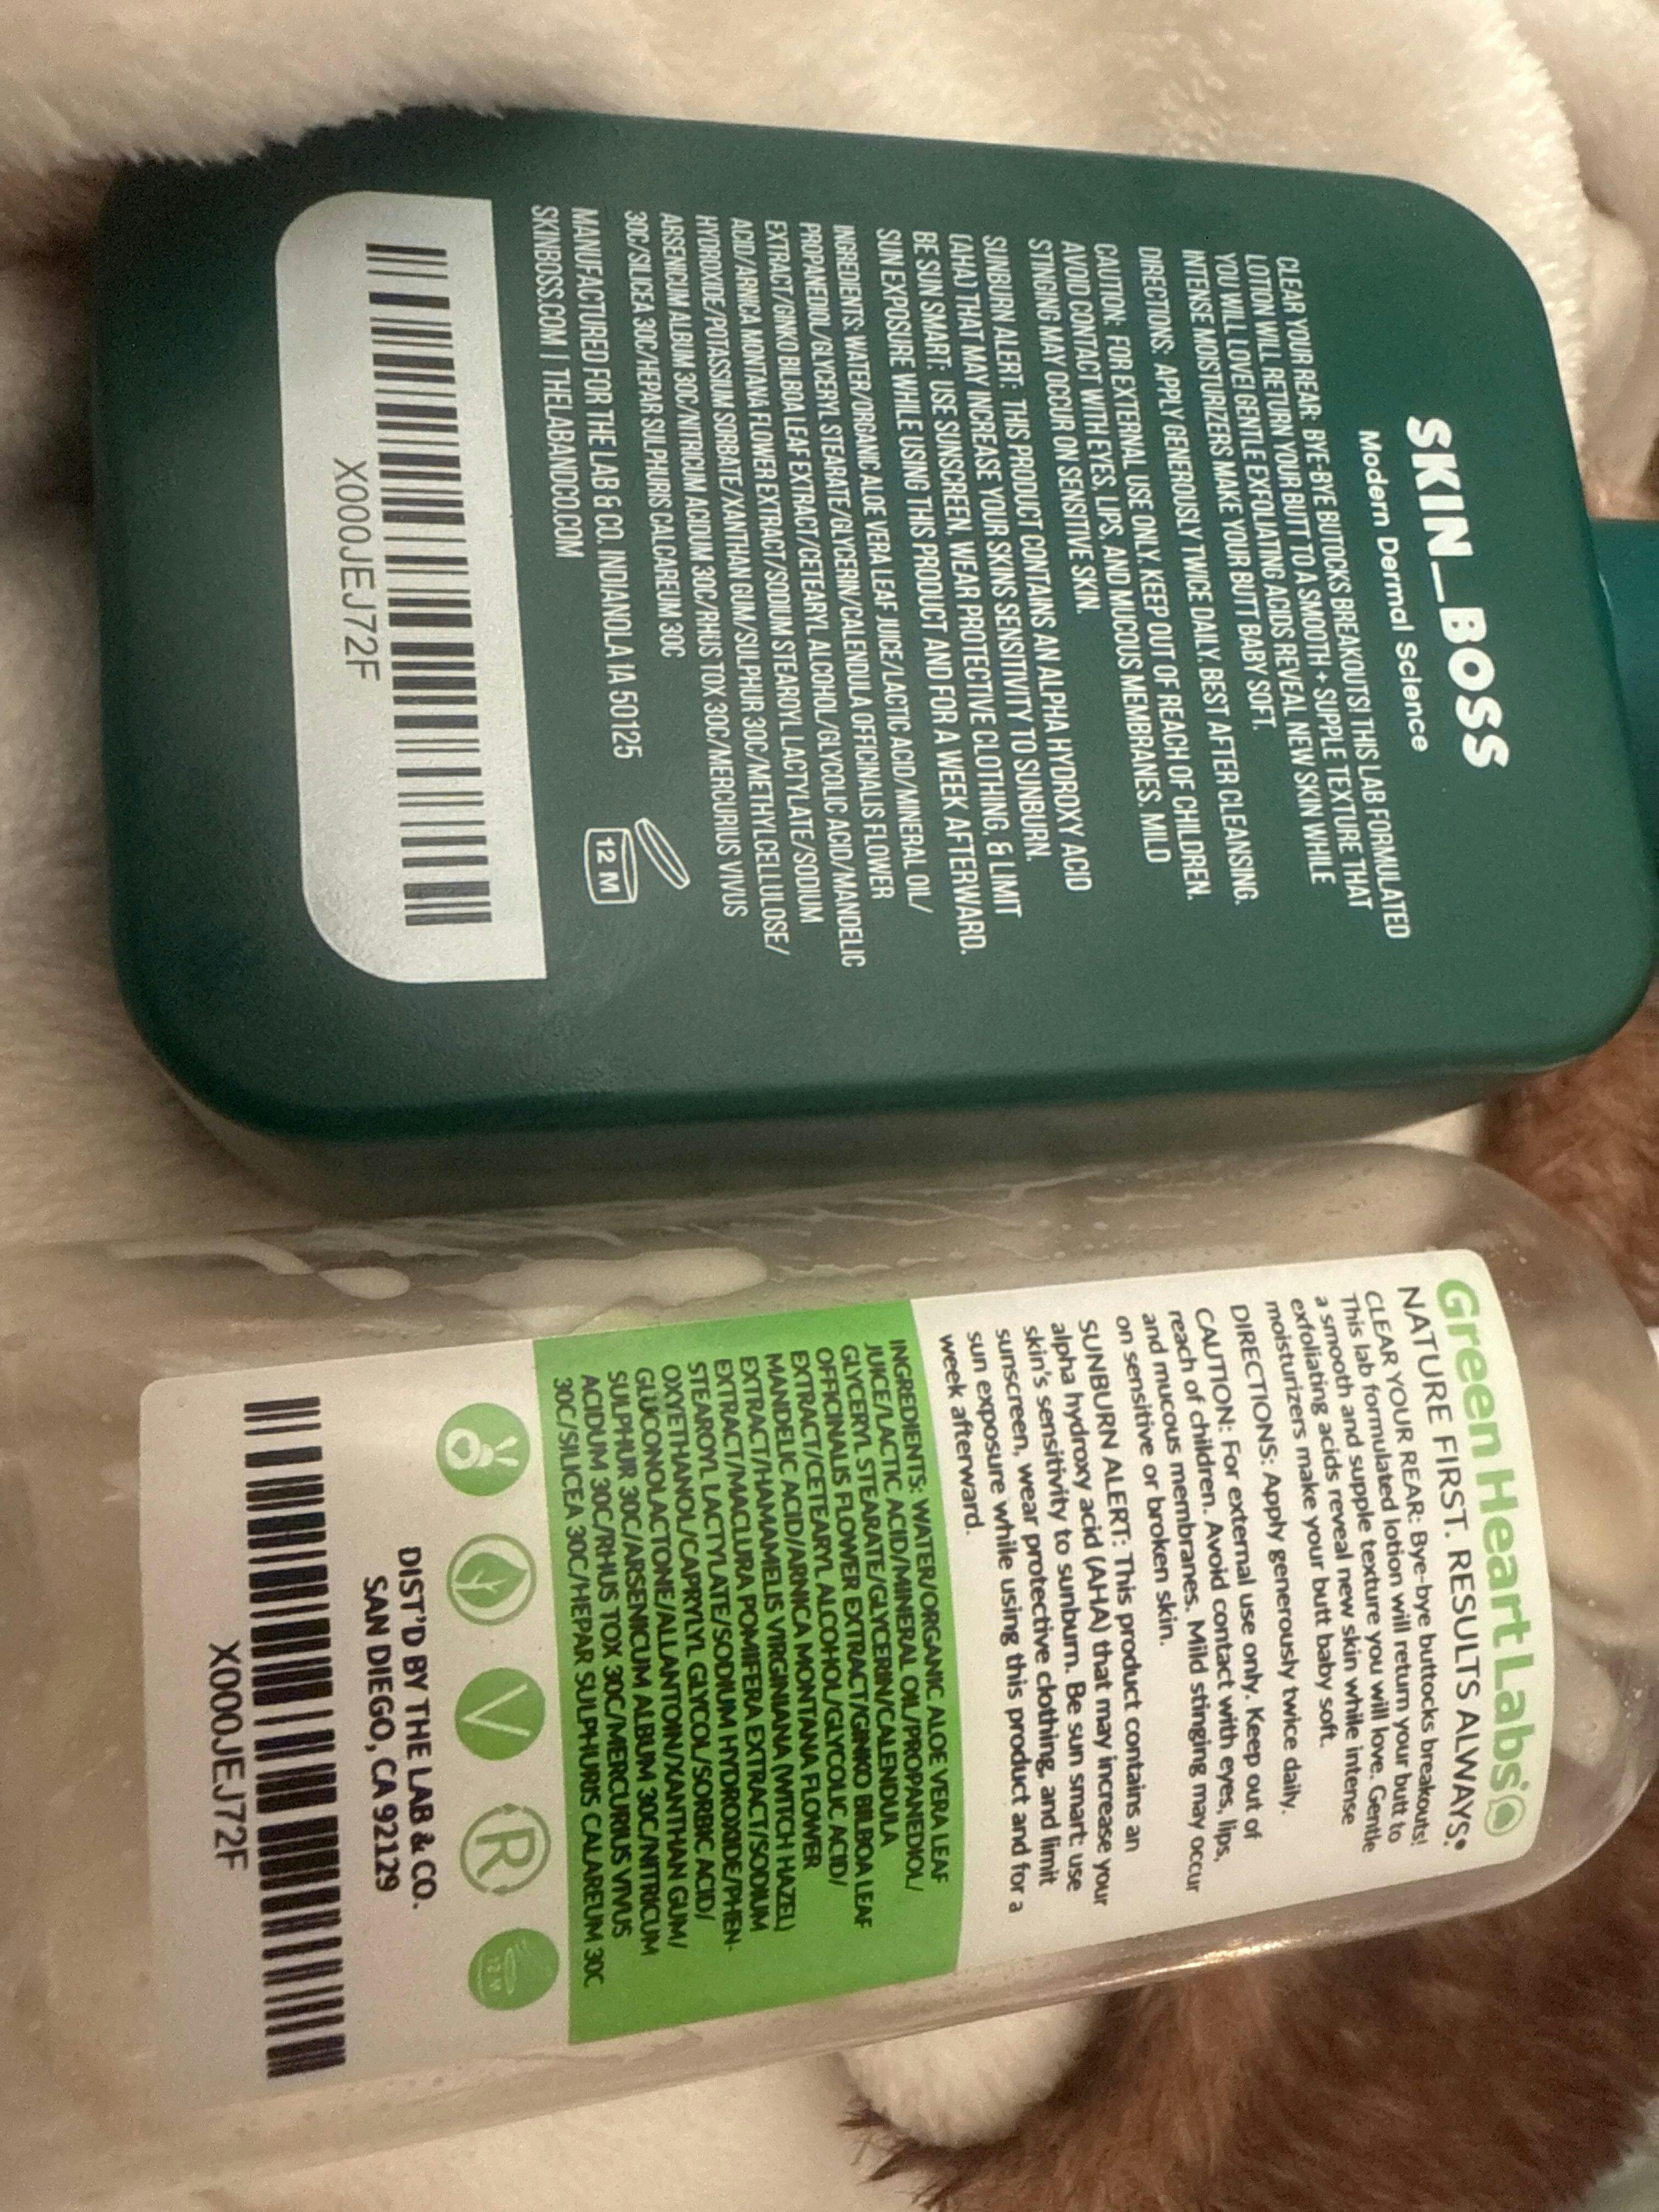 SKIN_BOSS
Modern Dermal Science
CLEAR YOUR REAR: BYE-BYE BUTOCKS BREAKOUTS! THIS LAB FORMULATED
LOTION WILL RETURN YOUR BUTT TO A SMOOTH + SUPPLE TEXTURE THAT
YOU WILL LOVE! GENTLE EXFOLIATING ACIDS REVEAL NEW SKIN WHILE
INTENSE MOISTURIZERS MAKE YOUR BUTT BABY SOFT.
DIRECTIONS: APPLY GENEROUSLY TWICE DAILY. BEST AFTER CLEANSING.
CAUTION: FOR EXTERNAL USE ONLY. KEEP OUT OF REACH OF CHILDREN.
AVOID CONTACT WITH EYES, LIPS, AND MUCOUS MEMBRANES. MILD
STINGING MAY OCCUR ON SENSITIVE SKIN.
SUNBURN ALERT: THIS PRODUCT CONTAINS AN ALPHA HYDROXY ACID
(AHA) THAT MAY INCREASE YOUR SKINS SENSITIVITY TO SUNBURN.
BE SUN SMART: USE SUNSCREEN, WEAR PROTECTIVE CLOTHING, & LIMIT
SUN EXPOSURE WHILE USING THIS PRODUCT AND FOR A WEEK AFTERWARD.
INGREDIENTS: WATER/ORGANIC ALOE VERA LEAF JUICE/LACTIC ACID/MINERAL OIL/
PROPANEDIOL/GLYCERYL STEARATE/GLYCERIN/CALENDULA OFFICINALIS FLOWER
EXTRACT/GINKO BILBOA LEAF EXTRACT/CETEARYL ALCOHOL/GLYCOLIC ACID/MANDELIC
ACID/ARNICA MONTANA FLOWER EXTRACT/SODIUM STEAROYL LACTYLATE/SODIUM
HYDROXIDE/POTASSIUM SORBATE/XANTHAN GUM/SULPHUR 30C/METHYLCELLULOSE/
ARSENICUM ALBUM 30C/NITRICUM ACIDUM 30C/RHUS TOX 30C/MERCURIUS VIVUS
30C/SILICEA 30C/HEPAR SULPHURIS CALCAREUM 30C
MANUFACTURED FOR THE LAB & CO. INDIANOLA IA 50125
SKINBOSS.COM | THELABANDCO.COM
12 M
X000JEJ72F
Green Heart Labs
NATURE FIRST. RESULTS ALWAYS.
CLEAR YOUR REAR: Bye-bye buttocks breakouts!
This lab formulated lotion will return your butt to
a smooth and supple texture you will love. Gentle
exfoliating acids reveal new skin while intense
moisturizers make your butt baby soft.
DIRECTIONS: Apply generously twice daily.
CAUTION: For external use only. Keep out of
reach of children. Avoid contact with eyes, lips,
and mucous membranes. Mild stinging may occur
on sensitive or broken skin.
SUNBURN ALERT: This product contains an
alpha hydroxy acid (AHA) that may increase your
skin's sensitivity to sunburn. Be sun smart: use
sunscreen, wear protective clothing, and limit
sun exposure while using this product and for a
week afterward.
INGREDIENTS: WATER/ORGANIC ALOE VERA LEAF
JUICE/LACTIC ACID/MINERAL OIL/PROPANEDIOL/
GLYCERYL STEARATE/GLYCERIN/CALENDULA
OFFICINALIS FLOWER EXTRACT/GINKO BILBOA LEAF
EXTRACT/CETEARYL ALCOHOL/GLYCOLIC ACID/
MANDELIC ACID/ARNICA MONTANA FLOWER
EXTRACT/HAMAMELIS VIRGINIANA (WITCH HAZEL)
EXTRACT/MACLURA POMIFERA EXTRACT/SODIUM
STEAROYL LACTYLATE/SODIUM HYDROXIDE/PHEN-
OXYETHANOL/CAPRYLYL GLYCOL/SORBIC ACID/
GLUCONOLACTONE/ALLANTOIN/XANTHAN GUM/
SULPHUR 30C/ARSENICUM ALBUM 30C/NITRICUM
ACIDUM 30C/RHUS TOX 30C/MERCURIUS VIVUS
30C/SILICEA 30C/HEPAR SULPHURIS CALAREUM 30C
V
R
12 M
DIST'D BY THE LAB & CO.
SAN DIEGO, CA 92129
X000JEJ72F